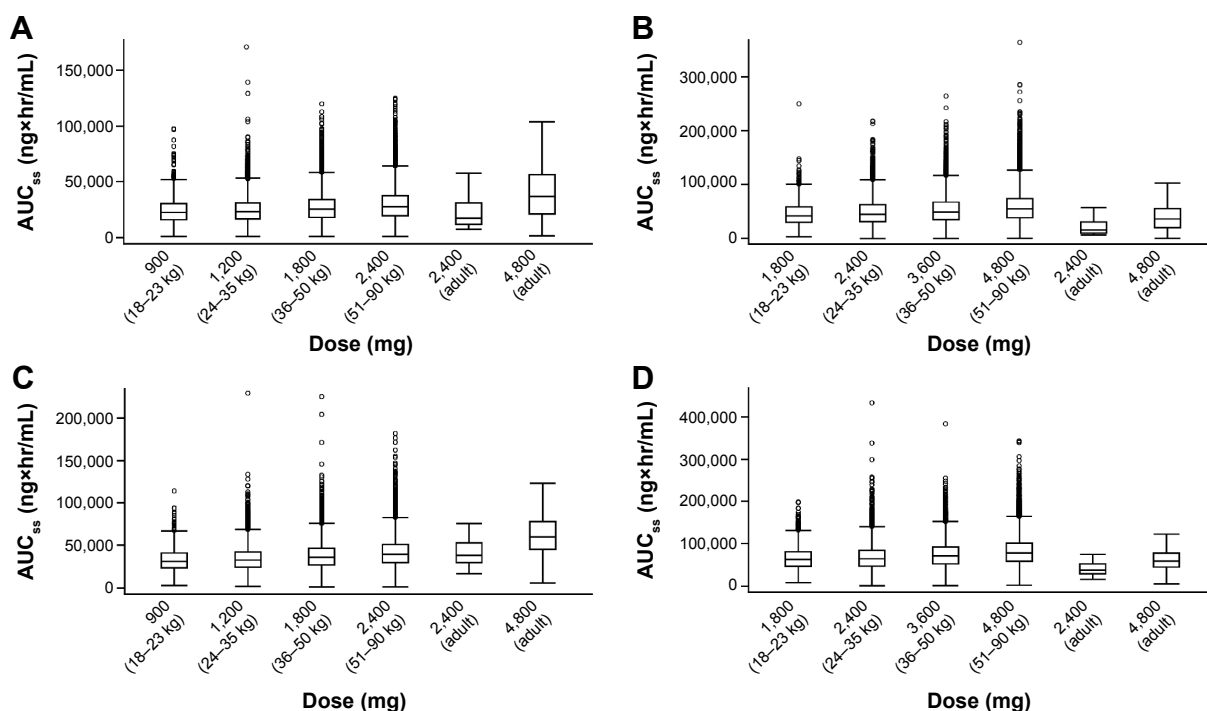 A
AUCss (ng×hr/mL)
150,000
100,000
50,000
0
900
(18–23 kg)
1,200
(24–35 kg)
1,800
(36–50 kg)
2,400
(51–90 kg)
2,400
(adult)
4,800
(adult)
Dose (mg)
B
AUCss (ng×hr/mL)
300,000
200,000
100,000
0
1,800
(18–23 kg)
2,400
(24–35 kg)
3,600
(36–50 kg)
4,800
(51–90 kg)
2,400
(adult)
4,800
(adult)
Dose (mg)
C
AUCss (ng×hr/mL)
200,000
150,000
100,000
50,000
0
900
(18–23 kg)
1,200
(24–35 kg)
1,800
(36–50 kg)
2,400
(51–90 kg)
2,400
(adult)
4,800
(adult)
Dose (mg)
D
AUCss (ng×hr/mL)
400,000
300,000
200,000
100,000
0
1,800
(18–23 kg)
2,400
(24–35 kg)
3,600
(36–50 kg)
4,800
(51–90 kg)
2,400
(adult)
4,800
(adult)
Dose (mg)